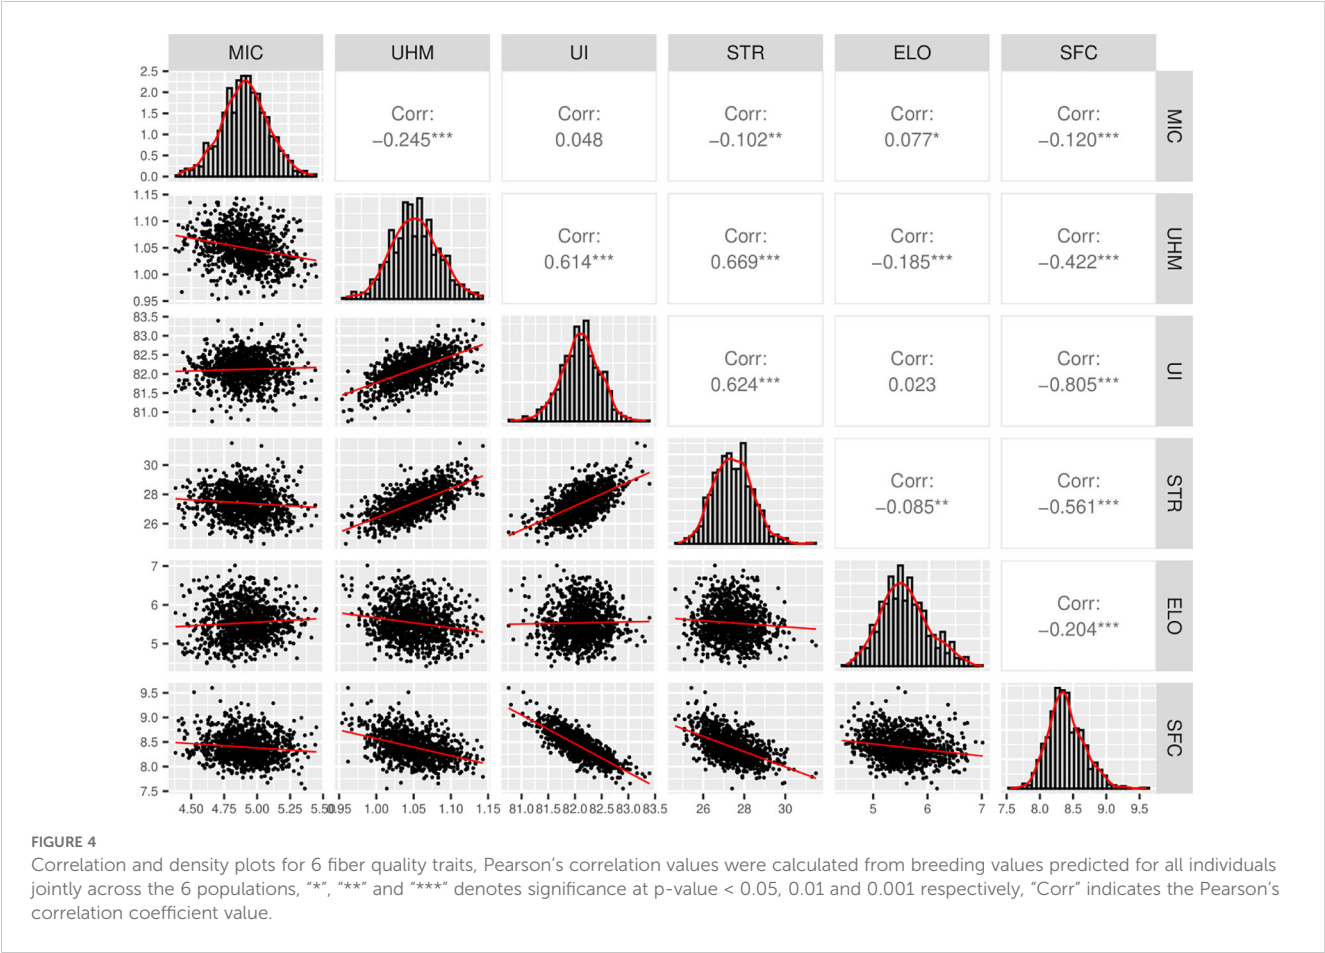 MIC UHM UI STR ELO SFC
2.5
2.0
1.5
1.0
0.5
0.0
Corr:
−0.245***
Corr:
0.048
Corr:
−0.102**
Corr:
0.077*
Corr:
−0.120***
MIC
1.15
1.10
1.05
1.00
0.95
Corr:
0.614***
Corr:
0.669***
Corr:
−0.185***
Corr:
−0.422***
UHM
83.5
83.0
82.5
82.0
81.5
81.0
Corr:
0.624***
Corr:
0.023
Corr:
−0.805***
UI
30
28
26
Corr:
−0.085**
Corr:
−0.561***
STR
7
6
5
Corr:
−0.204***
ELO
9.5
9.0
8.5
8.0
7.5
SFC
4.50 4.75 5.00 5.25 5.50 0.95 1.00 1.05 1.10 1.15 81.0 81.5 82.0 82.5 83.0 83.5 26 28 30 5 6 7 7.5 8.0 8.5 9.0 9.5
FIGURE 4
Correlation and density plots for 6 fiber quality traits, Pearson’s correlation values were calculated from breeding values predicted for all individuals
jointly across the 6 populations, “*”, “**” and “***” denotes significance at p-value < 0.05, 0.01 and 0.001 respectively, “Corr” indicates the Pearson’s
correlation coefficient value.